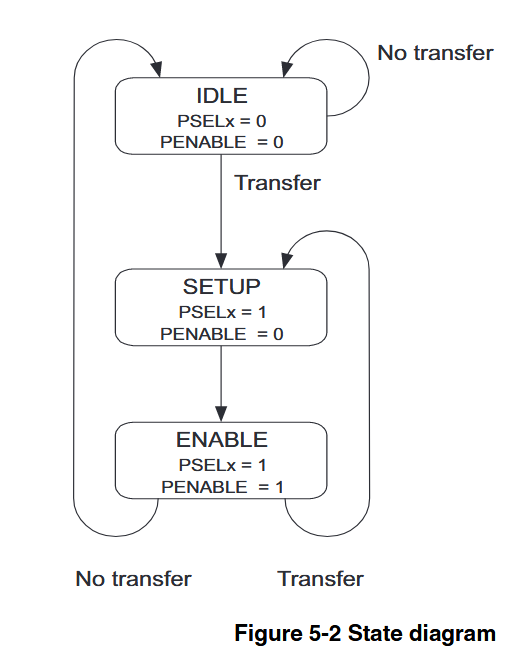 No transfer
IDLE
PSELx = 0
PENABLE = 0
Transfer
SETUP
PSELx = 1
PENABLE = 0
ENABLE
PSELx = 1
PENABLE = 1
No transfer
Transfer
Figure 5-2 State diagram